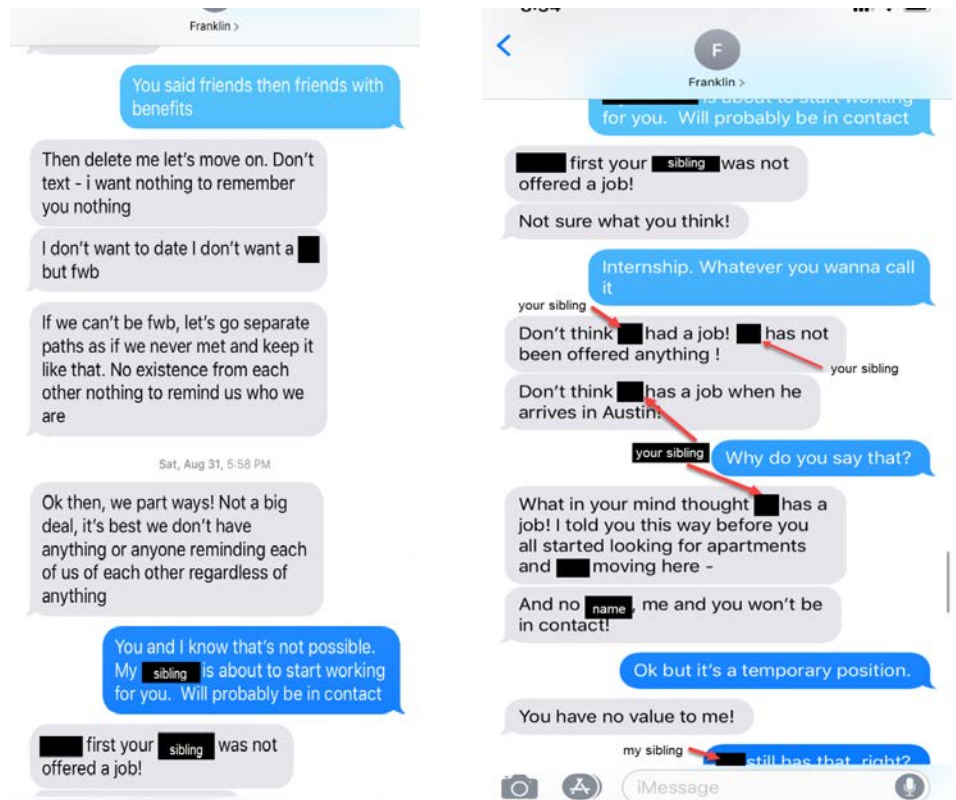 Franklin >
You said friends then friends with
benefits
Then delete me let's move on. Don't
text - i want nothing to remember
you nothing
I don't want to date I don't want a
but fwb
If we can't be fwb, let's go separate
paths as if we never met and keep it
like that. No existence from each
other nothing to remind us who we
are
Sat, Aug 31, 5:58 PM
Ok then, we part ways! Not a big
deal, it's best we don't have
anything or anyone reminding each
of us of each other regardless of
anything
You and I know that's not possible.
My sibling is about to start working
for you. Will probably be in contact
first your sibling was not
offered a job!
F
Franklin >
is about to start working
for you. Will probably be in contact
first your sibling was not
offered a job!
Not sure what you think!
Internship. Whatever you wanna call
it
your sibling
Don't think had a job! has not
been offered anything !
your sibling
Don't think has a job when he
arrives in Austin!
your sibling
Why do you say that?
What in your mind thought has a
job! I told you this way before you
all started looking for apartments
and moving here -
And no name, me and you won't be
in contact!
Ok but it's a temporary position.
You have no value to me!
my sibling
still has that, right?
iMessage